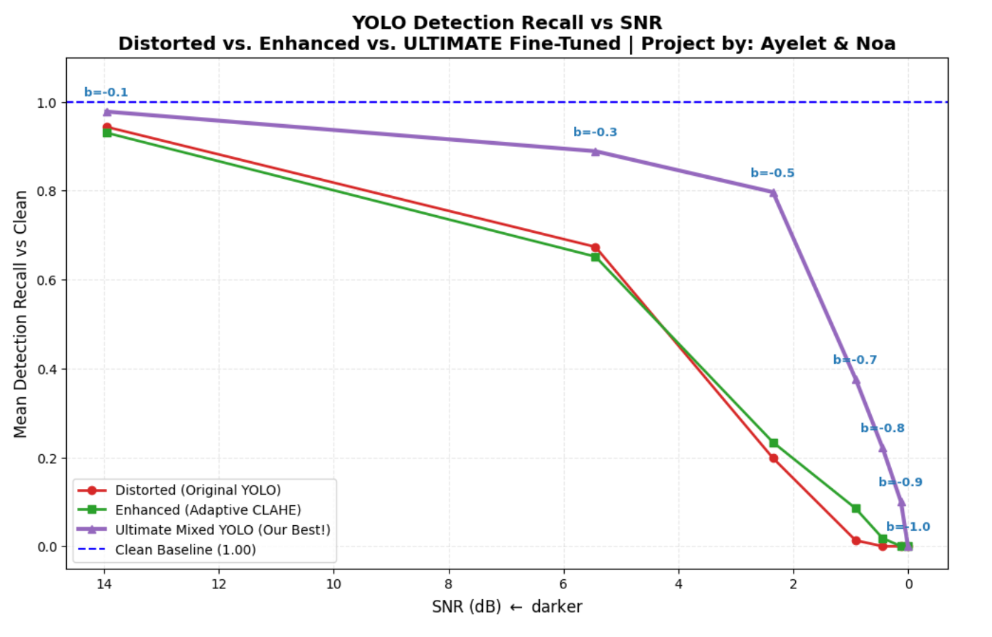 YOLO Detection Recall vs SNR
Distorted vs. Enhanced vs. ULTIMATE Fine-Tuned | Project by: Ayelet & Noa
Mean Detection Recall vs Clean
1.0
0.8
0.6
0.4
0.2
0.0
b=-0.1
b=-0.3
b=-0.5
b=-0.7
b=-0.8
b=-0.9
b=-1.0
Distorted (Original YOLO)
Enhanced (Adaptive CLAHE)
Ultimate Mixed YOLO (Our Best!)
Clean Baseline (1.00)
14 12 10 8 6 4 2 0
SNR (dB) ← darker